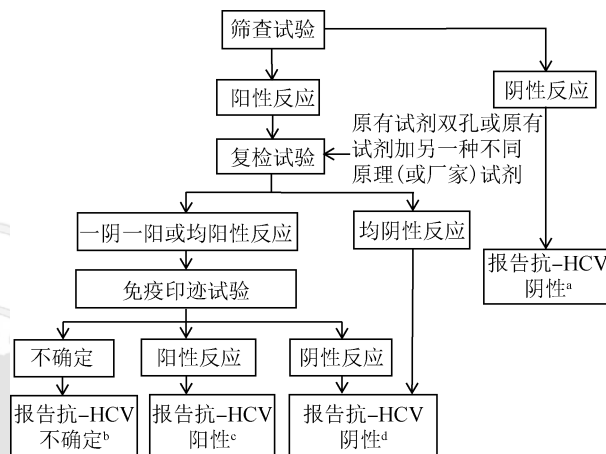 筛查试验
阳性反应
阴性反应
复检试验
原有试剂双孔或原有
试剂加另一种不同
原理(或厂家)试剂
一阴一阳或均阳性反应
均阴性反应
报告抗-HCV
阴性ᵃ
免疫印迹试验
不确定
阳性反应
阴性反应
报告抗-HCV
不确定ᵇ
报告抗-HCV
阳性ᶜ
报告抗-HCV
阴性ᵈ